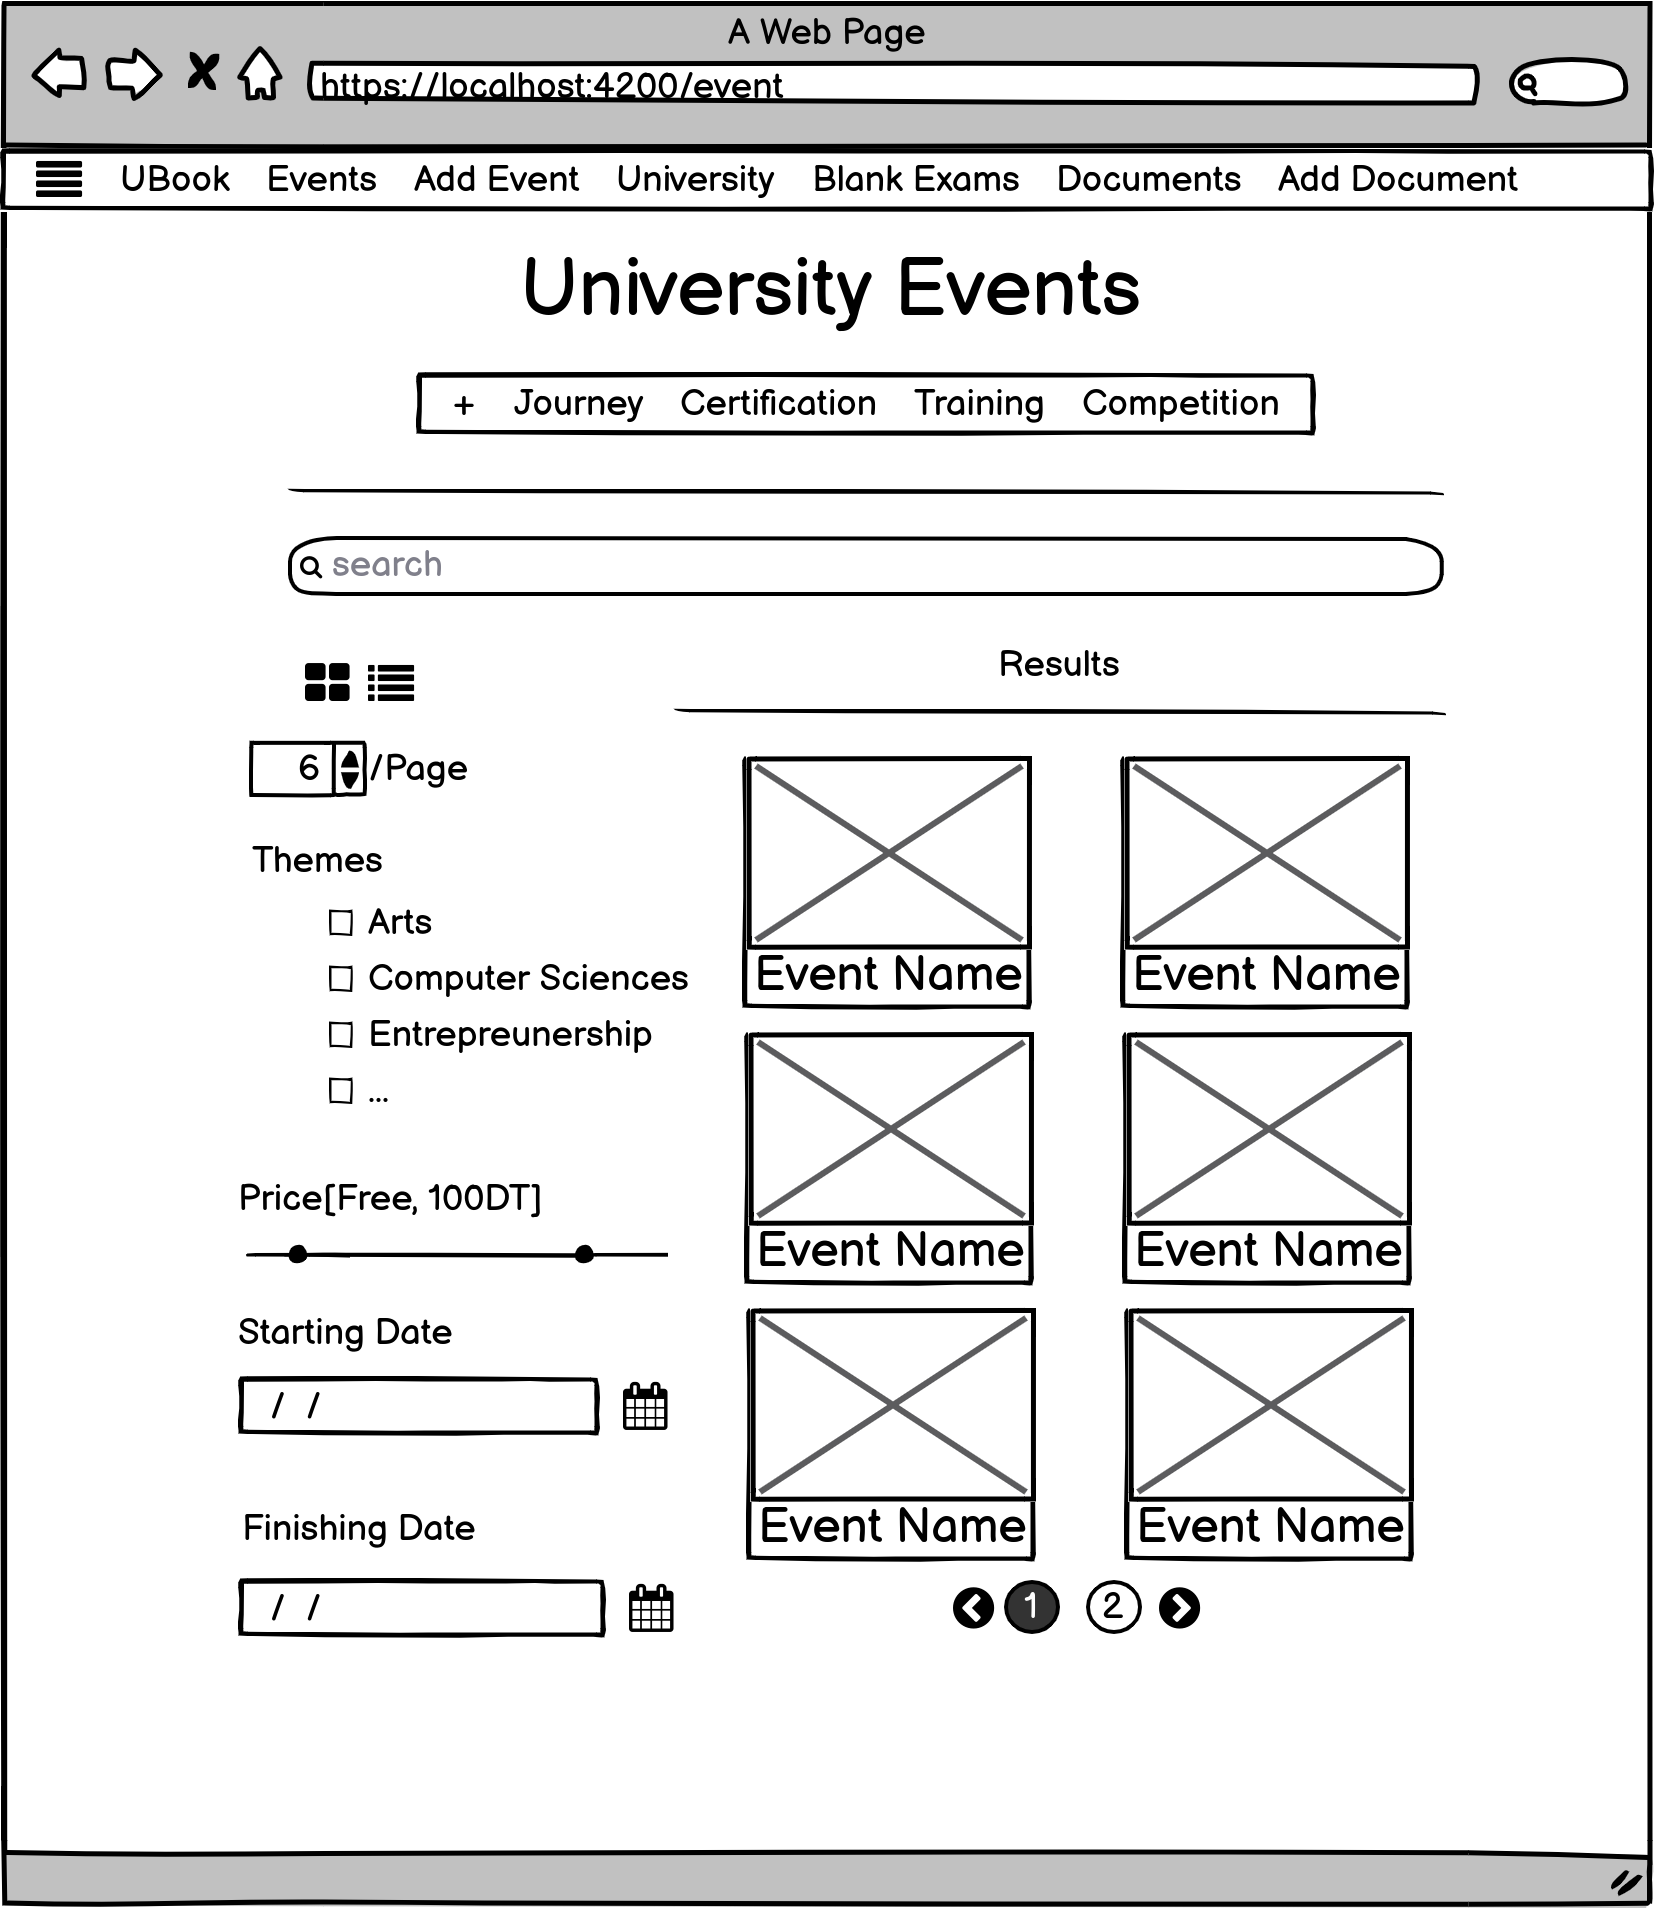 A Web Page
https://localhost:4200/event
UBook Events Add Event University Blank Exams Documents Add Document
University Events
+ Journey Certification Training Competition
search
Results
6 /Page
Themes
Arts
Computer Sciences
Entrepreunership
...
Price[Free, 100DT]
Starting Date
/ /
Finishing Date
/ /
Event Name Event Name
Event Name Event Name
Event Name Event Name
1 2